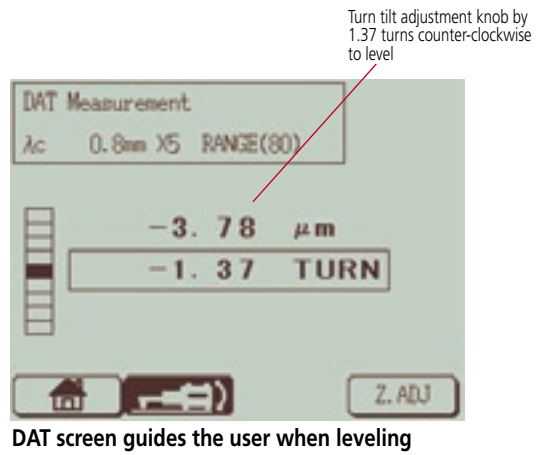 Turn tilt adjustment knob by
1.37 turns counter-clockwise
to level
DAT Measurement
λc 0.8mm X5 RANGE(80)
-3.78 μm
-1.37 TURN
Z.ADJ
DAT screen guides the user when leveling